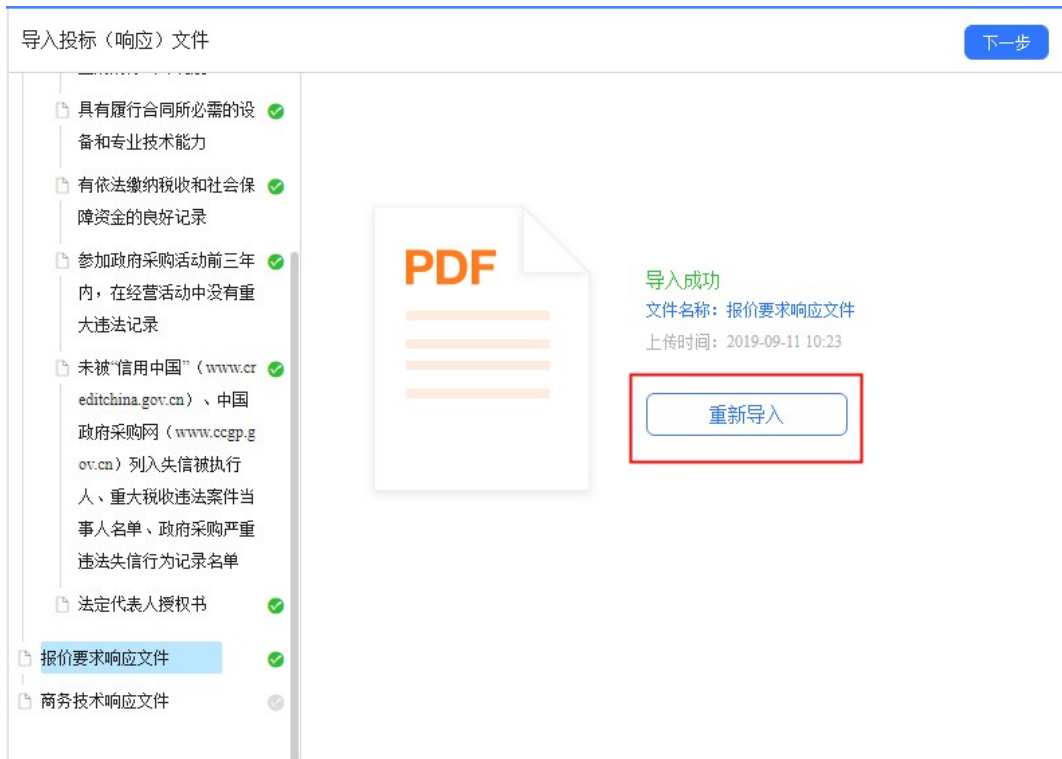 导入投标（响应）文件
下一步
具有履行合同所必需的设
备和专业技术能力
有依法缴纳税收和社会保
障资金的良好记录
参加政府采购活动前三年
内，在经营活动中没有重
大违法记录
未被“信用中国”（www.cr
editchina.gov.cn）、中国
政府采购网（www.ccgp.g
ov.cn）列入失信被执行
人、重大税收违法案件当
事人名单、政府采购严重
违法失信行为记录名单
法定代表人授权书
报价要求响应文件
商务技术响应文件
PDF
导入成功
文件名称：报价要求响应文件
上传时间：2019-09-11 10:23
重新导入